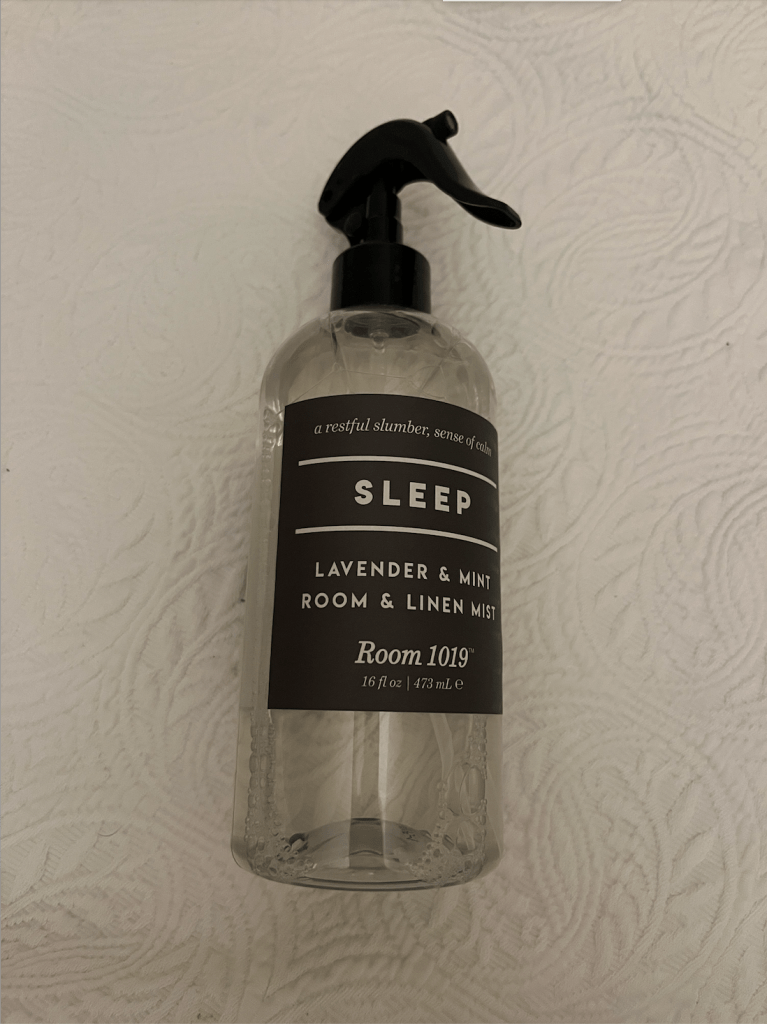 a restful slumber, sense of calm
SLEEP
LAVENDER & MINT
ROOM & LINEN MIST
Room 1019™
16 fl oz | 473 mL ℮